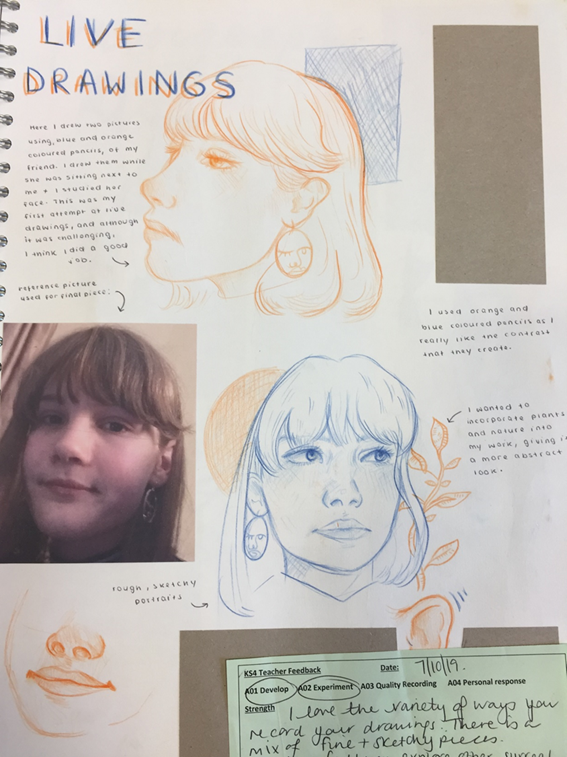 LIVE
DRAWINGS
Here I drew two pictures
using, blue and orange
coloured pencils, of my
friend. I drew them while
she was sitting next to
me + I studied her
face. This was my
first attempt at live
drawings, and although
it was challenging,
I think I did a good
job.
reference picture
used for final piece:
I used orange and
blue coloured pencils as I
really like the contrast
that they create.
I wanted to
incorporate plants
and nature into
my work, giving it
a more abstract
look.
rough, sketchy
portraits
KS4 Teacher Feedback Date: 7/10/19.
A01 Develop A02 Experiment A03 Quality Recording A04 Personal response
Strength I love the variety of ways you
record your drawings. There is a
mix of fine + sketchy pieces.
explore other surreal